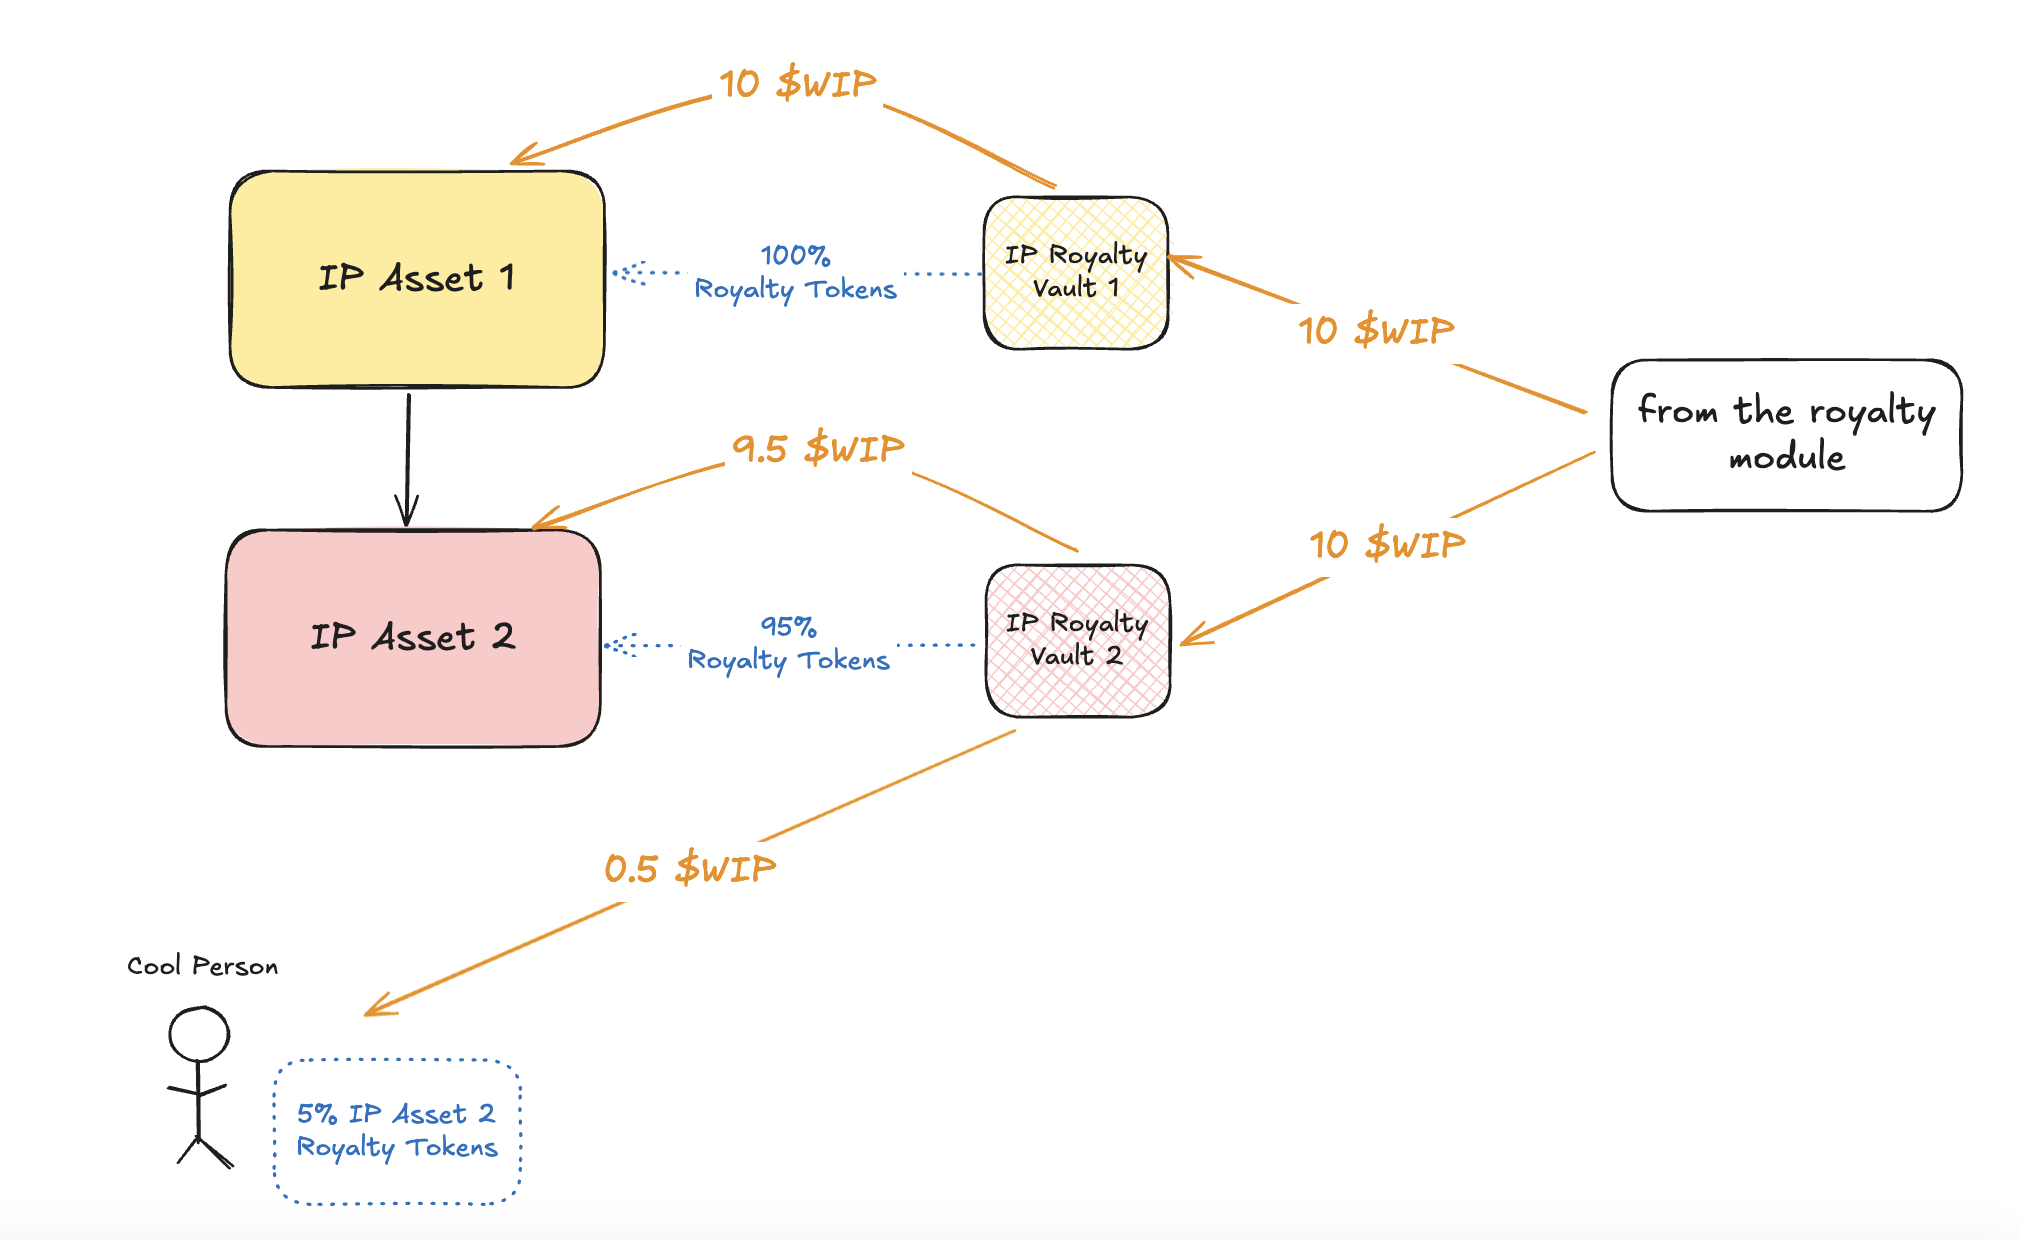 10 $WIP
IP Asset 1
100%
Royalty Tokens
IP Royalty
Vault 1
10 $WIP
from the royalty
module
9.5 $WIP
10 $WIP
IP Asset 2
95%
Royalty Tokens
IP Royalty
Vault 2
0.5 $WIP
Cool Person
5% IP Asset 2
Royalty Tokens